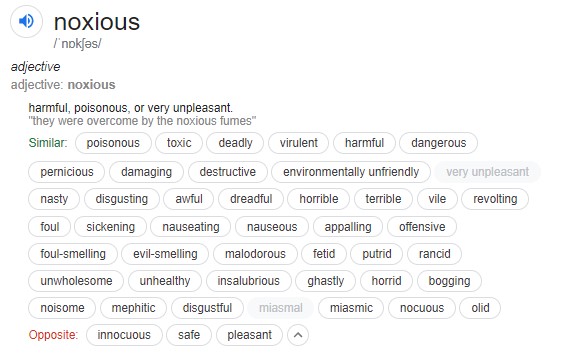 noxious
/ˈnɒkʃəs/
adjective
adjective: noxious
harmful, poisonous, or very unpleasant.
"they were overcome by the noxious fumes"
Similar: poisonous toxic deadly virulent harmful dangerous
pernicious damaging destructive environmentally unfriendly very unpleasant
nasty disgusting awful dreadful horrible terrible vile revolting
foul sickening nauseating nauseous appalling offensive
foul-smelling evil-smelling malodorous fetid putrid rancid
unwholesome unhealthy insalubrious ghastly horrid bogging
noisome mephitic disgustful miasmal miasmic nocuous olid
Opposite: innocuous safe pleasant